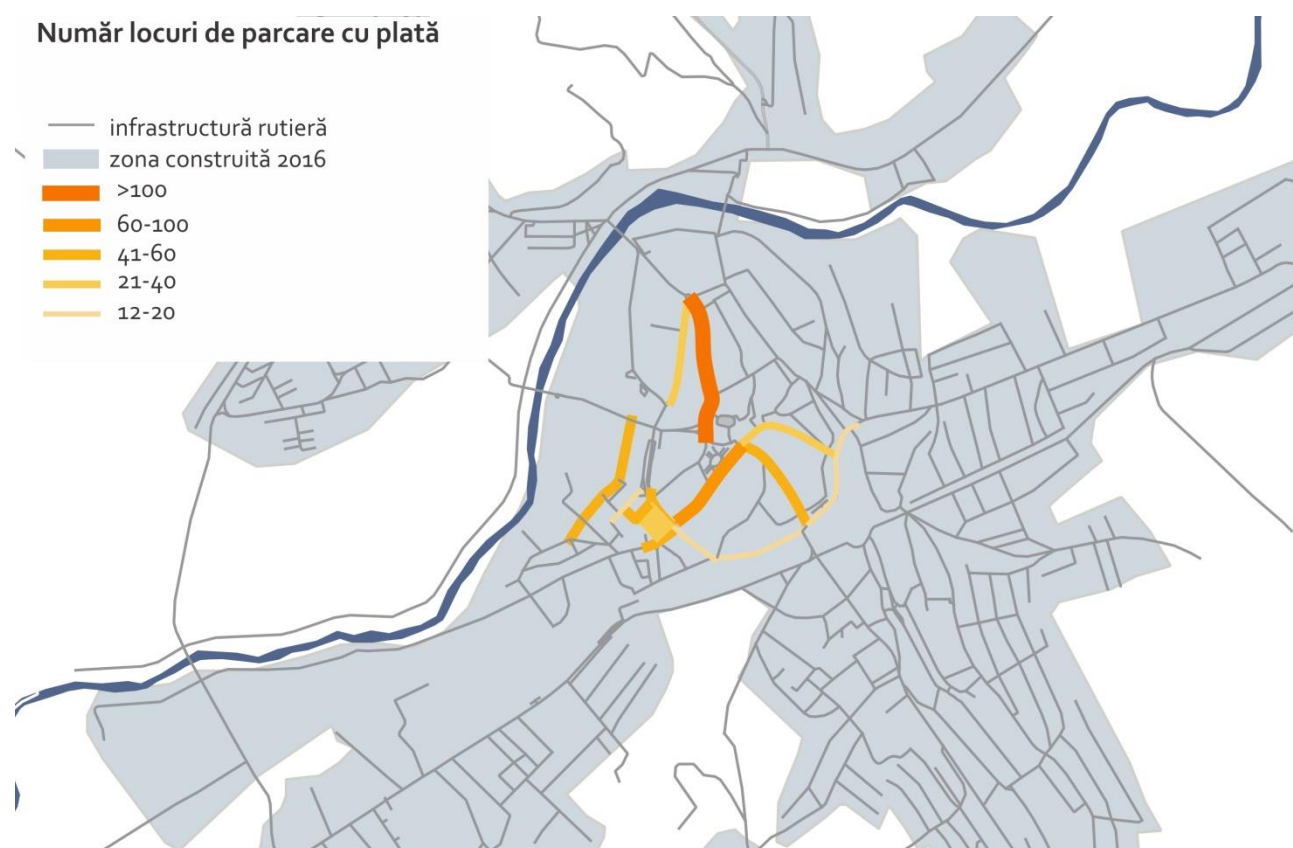 Număr locuri de parcare cu plată
infrastructură rutieră
zona construită 2016
>100
60-100
41-60
21-40
12-20